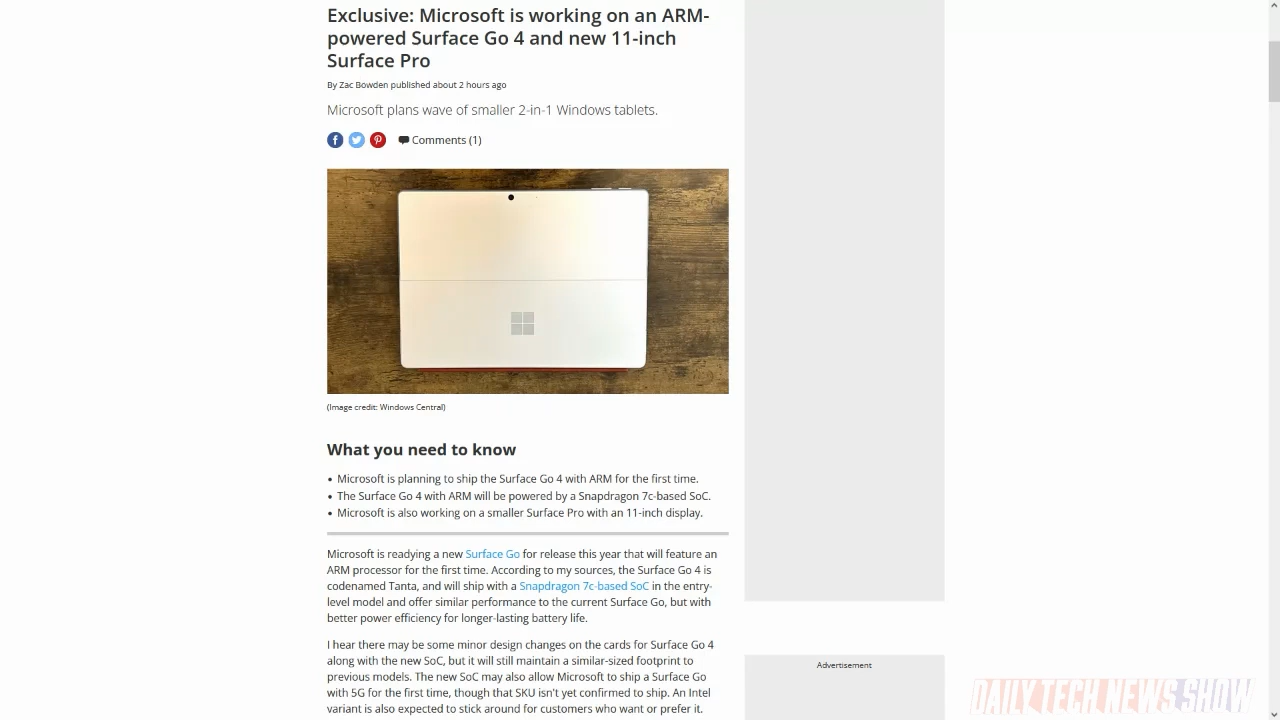 Exclusive: Microsoft is working on an ARM-
powered Surface Go 4 and new 11-inch
Surface Pro
By Zac Bowden published about 2 hours ago
Microsoft plans wave of smaller 2-in-1 Windows tablets.
Comments (1)
(Image credit: Windows Central)
What you need to know
• Microsoft is planning to ship the Surface Go 4 with ARM for the first time.
• The Surface Go 4 with ARM will be powered by a Snapdragon 7c-based SoC.
• Microsoft is also working on a smaller Surface Pro with an 11-inch display.
Microsoft is readying a new Surface Go for release this year that will feature an
ARM processor for the first time. According to my sources, the Surface Go 4 is
codenamed Tanta, and will ship with a Snapdragon 7c-based SoC in the entry-
level model and offer similar performance to the current Surface Go, but with
better power efficiency for longer-lasting battery life.
I hear there may be some minor design changes on the cards for Surface Go 4
along with the new SoC, but it will still maintain a similar-sized footprint to
previous models. The new SoC may also allow Microsoft to ship a Surface Go
with 5G for the first time, though that SKU isn't yet confirmed to ship. An Intel
variant is also expected to stick around for customers who want or prefer it.
Advertisement
DAILY TECH NEWS SHOW